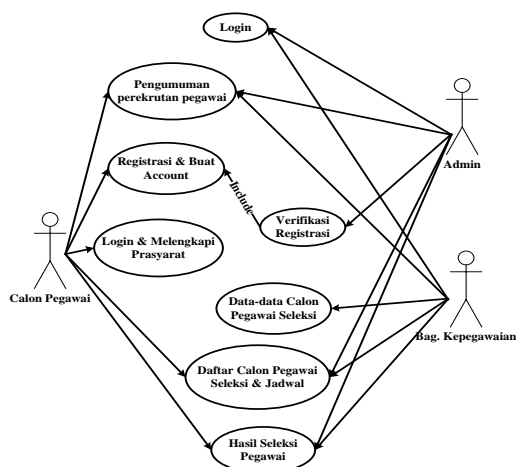 Login
Pengumuman
perekrutan pegawai
Admin
Registrasi & Buat
Account
Include
Verifikasi
Registrasi
Login & Melengkapi
Prasyarat
Calon Pegawai
Data-data Calon
Pegawai Seleksi
Bag. Kepegawaian
Daftar Calon Pegawai
Seleksi & Jadwal
Hasil Seleksi
Pegawai